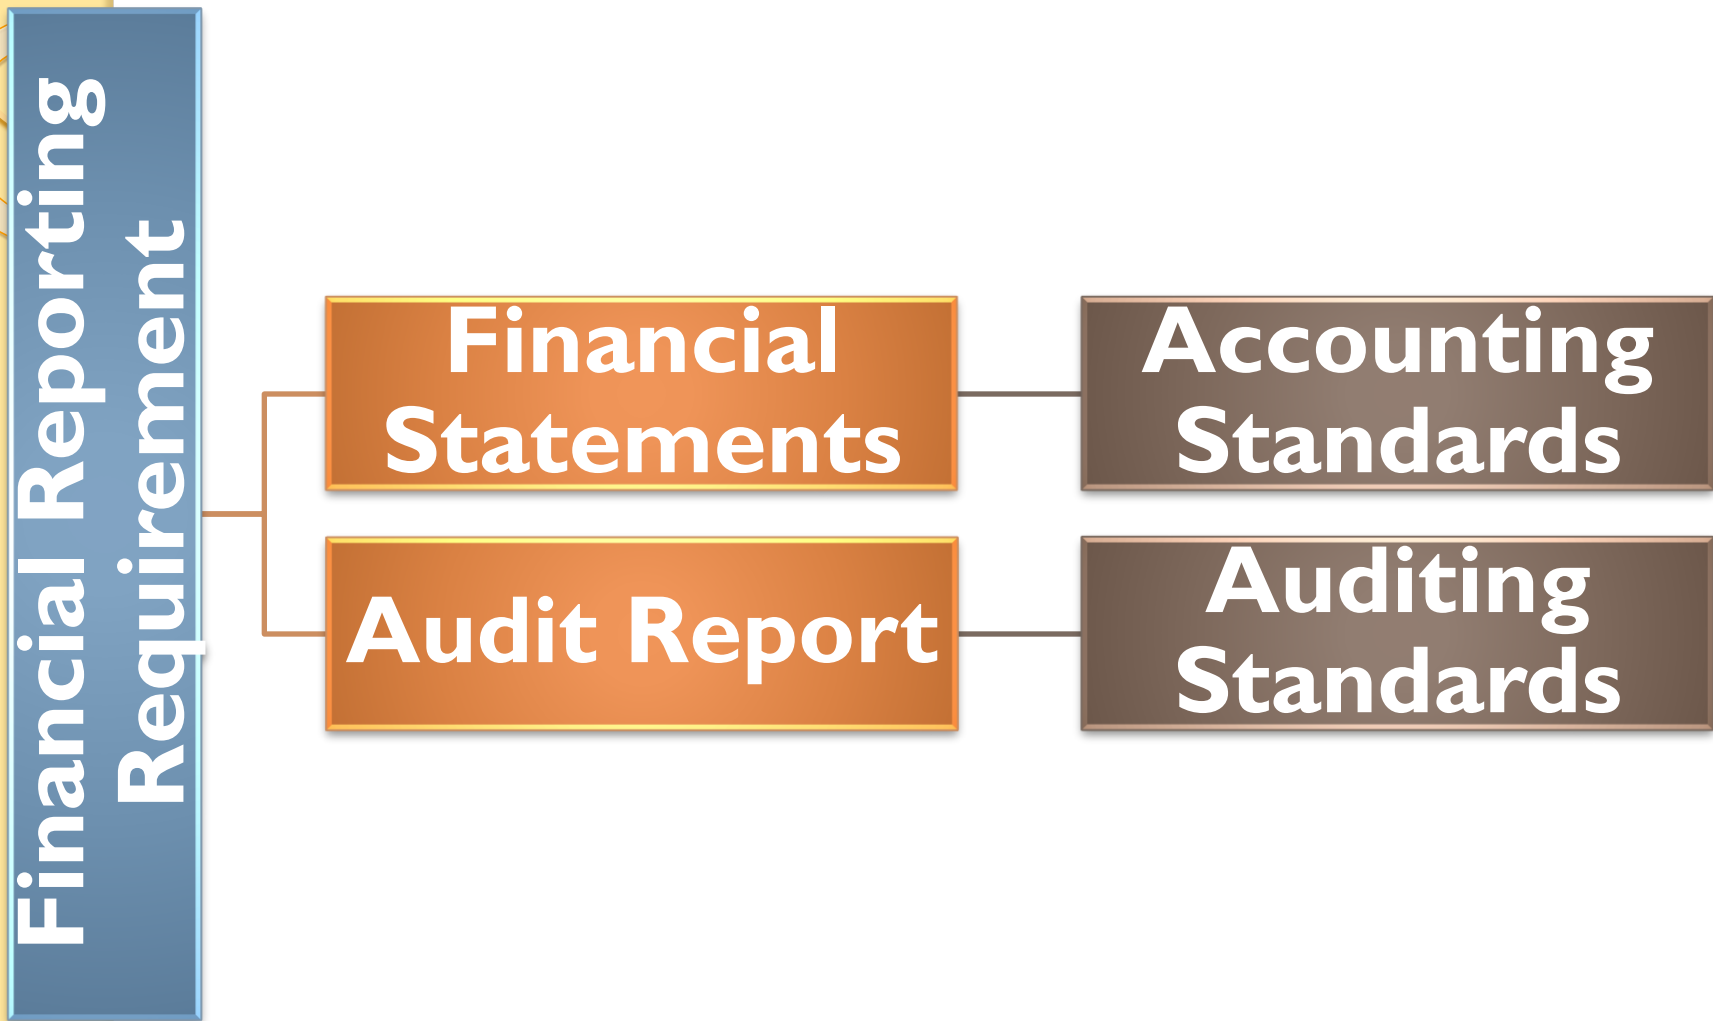 Financial Reporting
Requirement
Financial
Statements
Accounting
Standards
Audit Report
Auditing
Standards